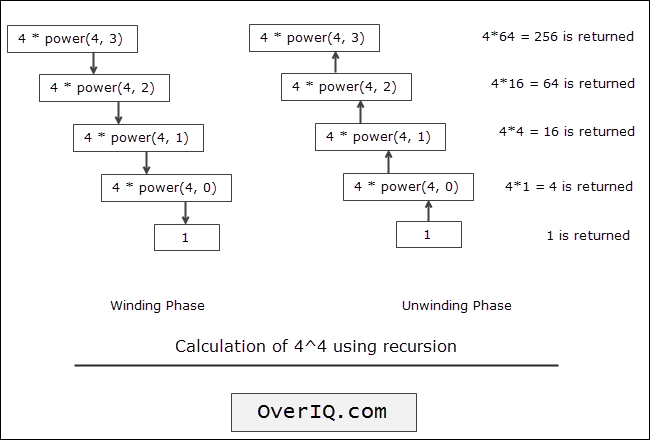 4 * power(4, 3)
4 * power(4, 3)
4*64 = 256 is returned
4 * power(4, 2)
4 * power(4, 2)
4*16 = 64 is returned
4 * power(4, 1)
4 * power(4, 1)
4*4 = 16 is returned
4 * power(4, 0)
4 * power(4, 0)
4*1 = 4 is returned
1
1
1 is returned
Winding Phase
Unwinding Phase
Calculation of 4^4 using recursion
OverIQ.com